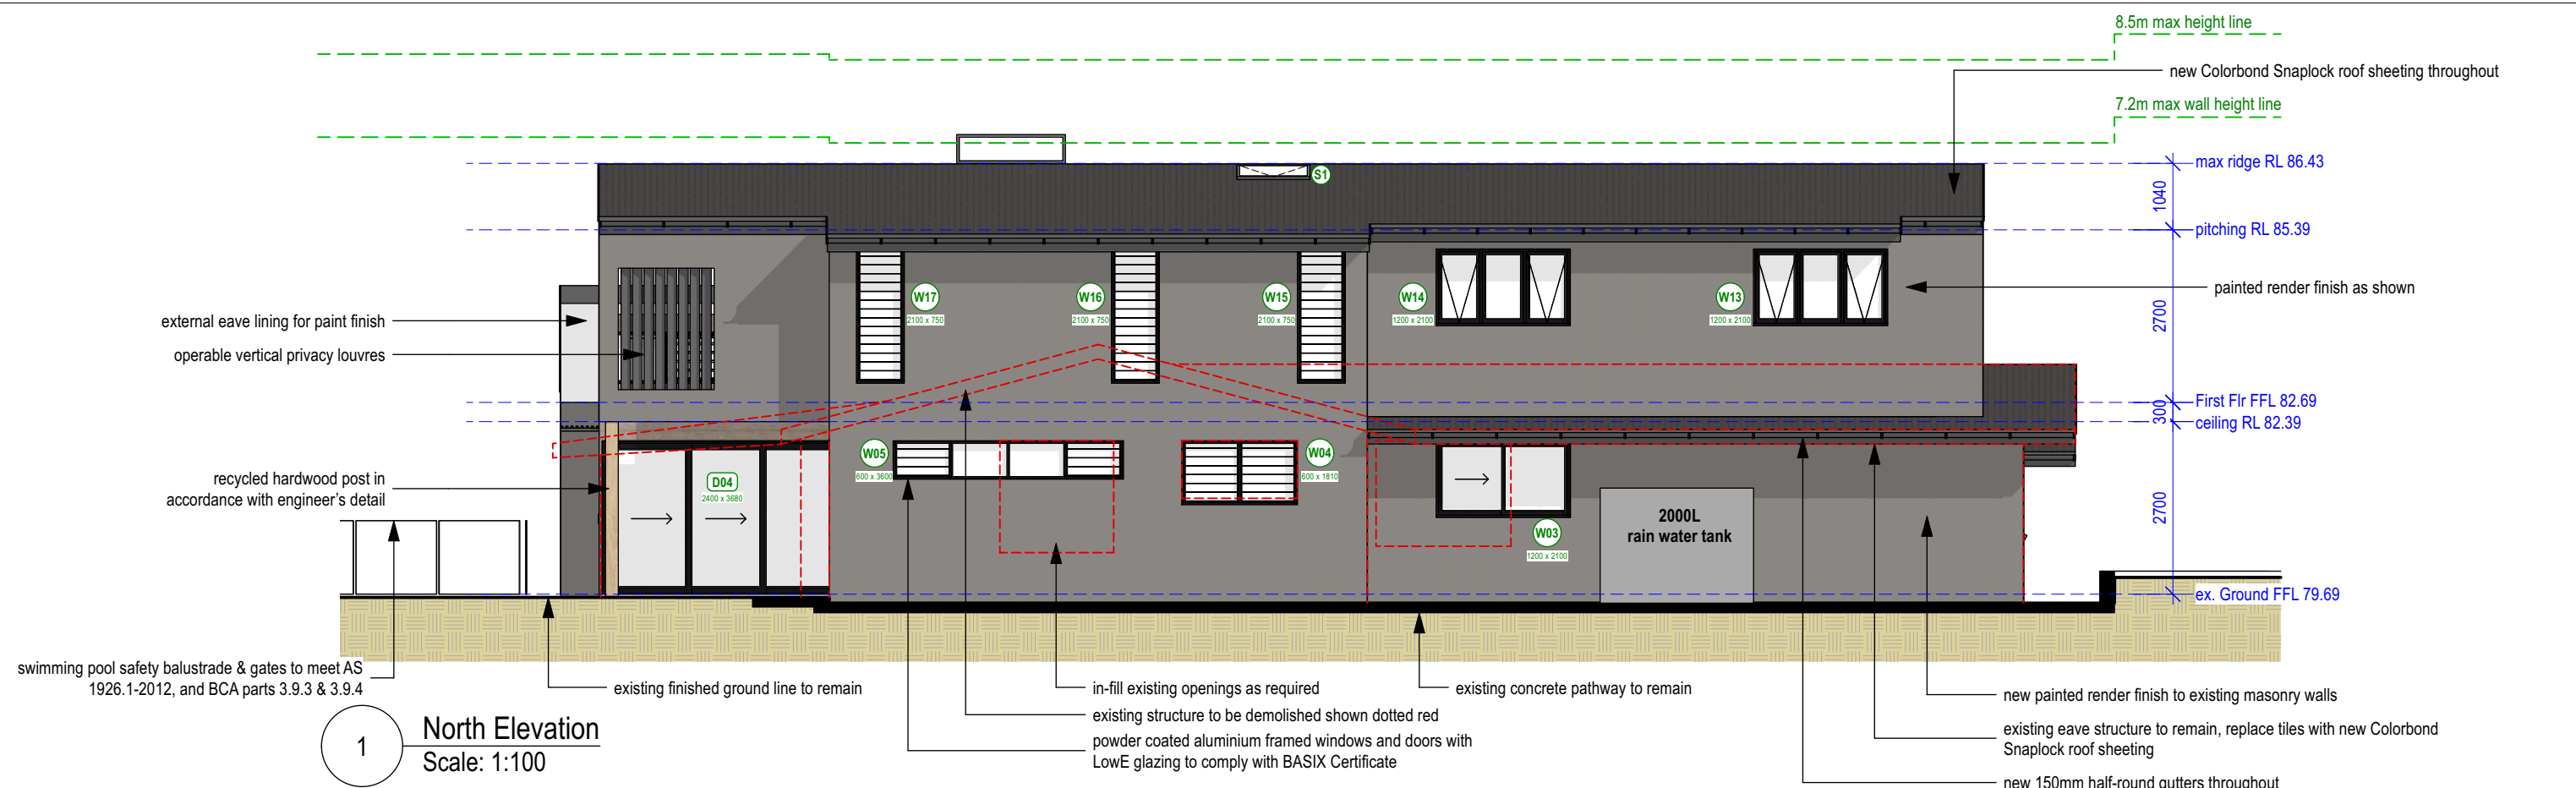 8.5m max height line
new Colorbond Snaplock roof sheeting throughout
7.2m max wall height line
max ridge RL 86.43
1040
pitching RL 85.39
S1
W17
2100 x 750
W16
2100 x 750
W15
2100 x 750
W14
1200 x 2100
W13
1200 x 2100
painted render finish as shown
2700
external eave lining for paint finish
operable vertical privacy louvres
First Flr FFL 82.69
300
ceiling RL 82.39
W05
600 x 3600
W04
600 x 1810
D04
2400 x 3680
recycled hardwood post in
accordance with engineer's detail
2000L
rain water tank
W03
1200 x 2100
2700
ex. Ground FFL 79.69
swimming pool safety balustrade & gates to meet AS
1926.1-2012, and BCA parts 3.9.3 & 3.9.4
existing finished ground line to remain
in-fill existing openings as required
existing concrete pathway to remain
new painted render finish to existing masonry walls
existing structure to be demolished shown dotted red
existing eave structure to remain, replace tiles with new Colorbond
Snaplock roof sheeting
powder coated aluminium framed windows and doors with
LowE glazing to comply with BASIX Certificate
new 150mm half-round gutters throughout
1
North Elevation
Scale: 1:100